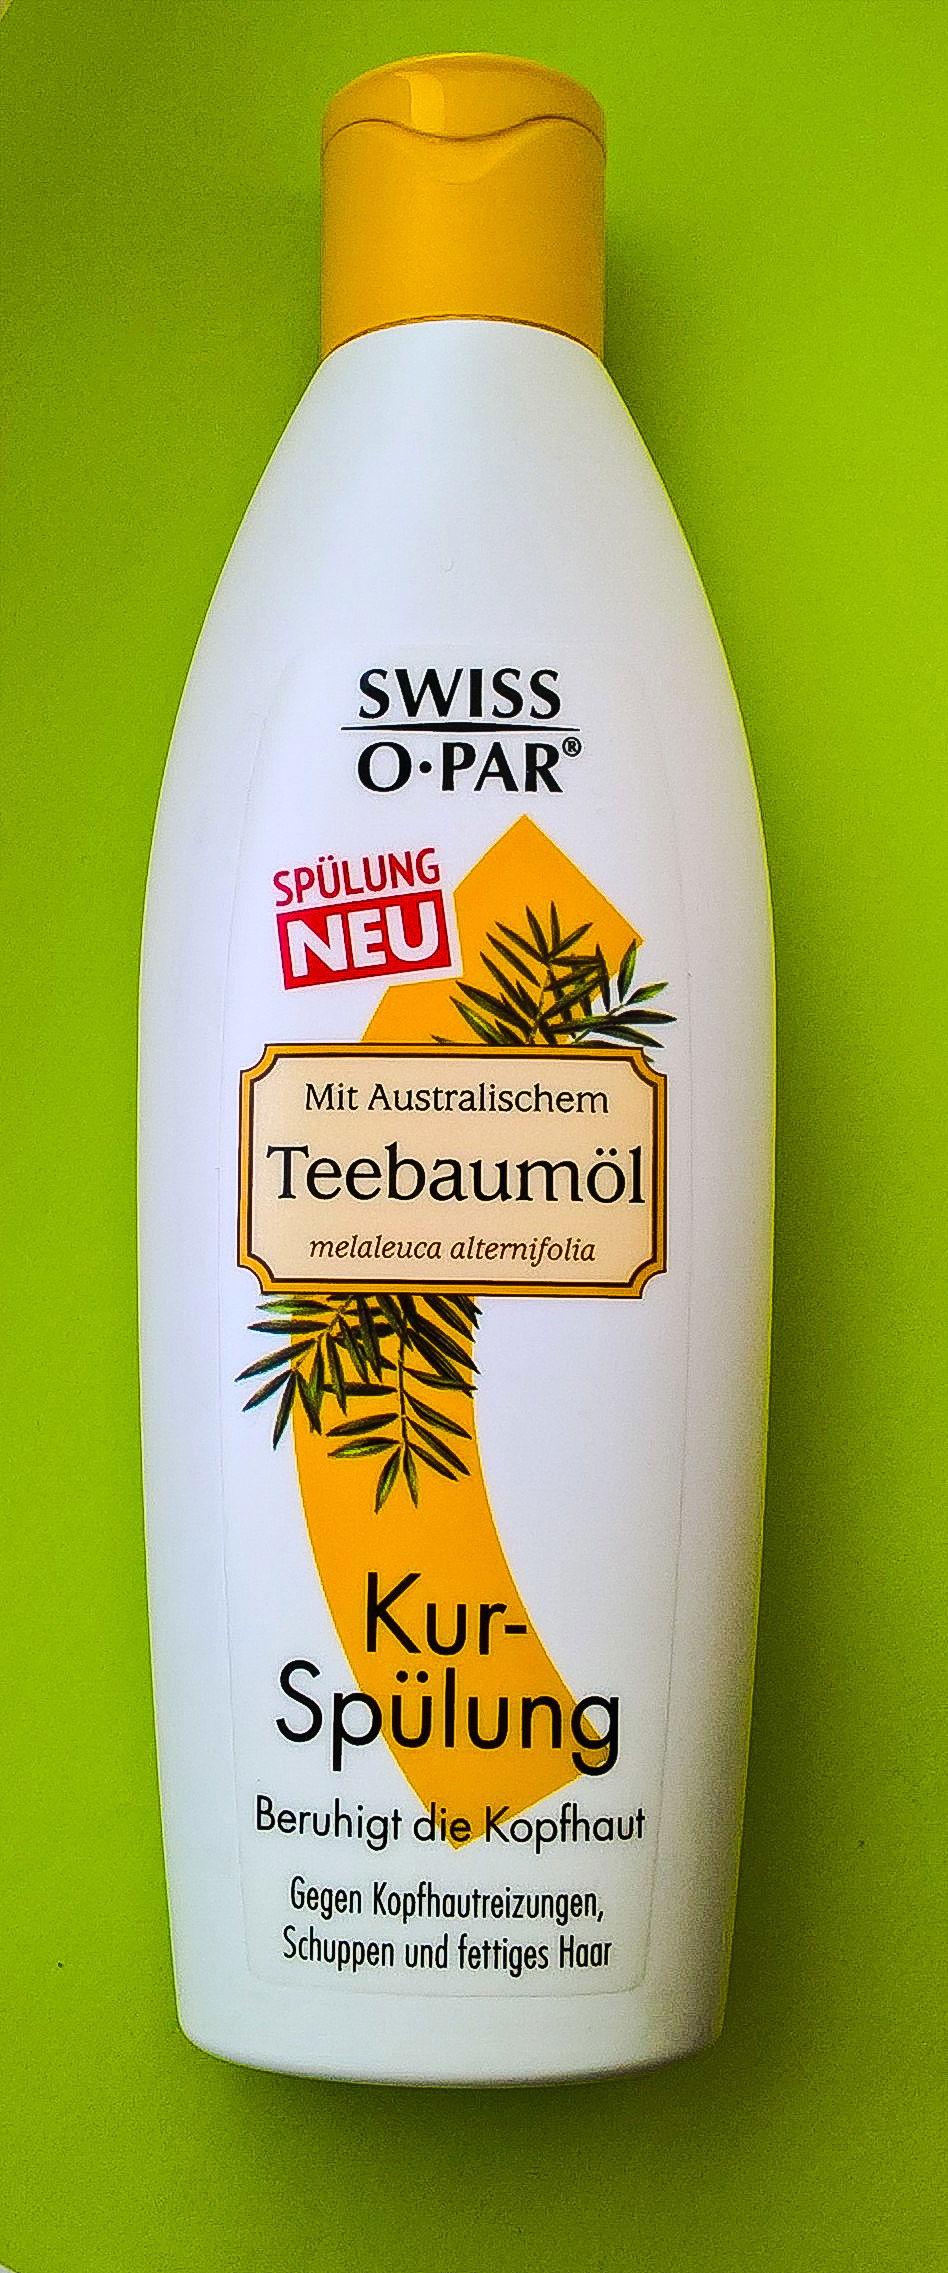 SWISS
O·PAR®
SPÜLUNG
NEU
Mit Australischem
Teebaumöl
melaleuca alternifolia
Kur-
Spülung
Beruhigt die Kopfhaut
Gegen Kopfhautreizungen,
Schuppen und fettiges Haar